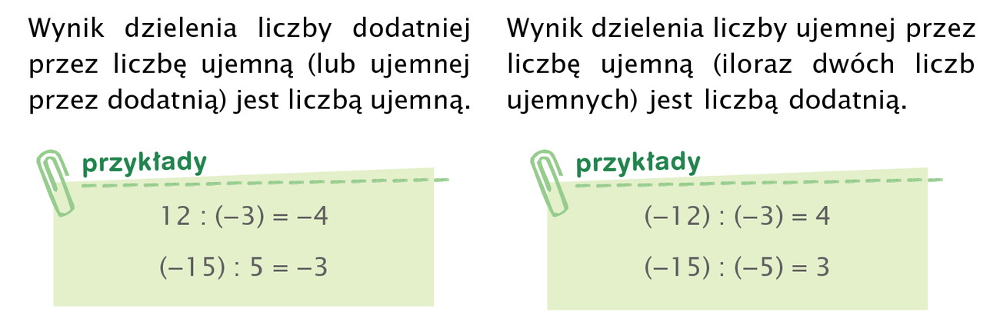 Wynik dzielenia liczby dodatniej
przez liczbę ujemną (lub ujemnej
przez dodatnią) jest liczbą ujemną.
przykłady
12 : (–3) = –4
(–15) : 5 = –3
Wynik dzielenia liczby ujemnej przez
liczbę ujemną (iloraz dwóch liczb
ujemnych) jest liczbą dodatnią.
przykłady
(–12) : (–3) = 4
(–15) : (–5) = 3